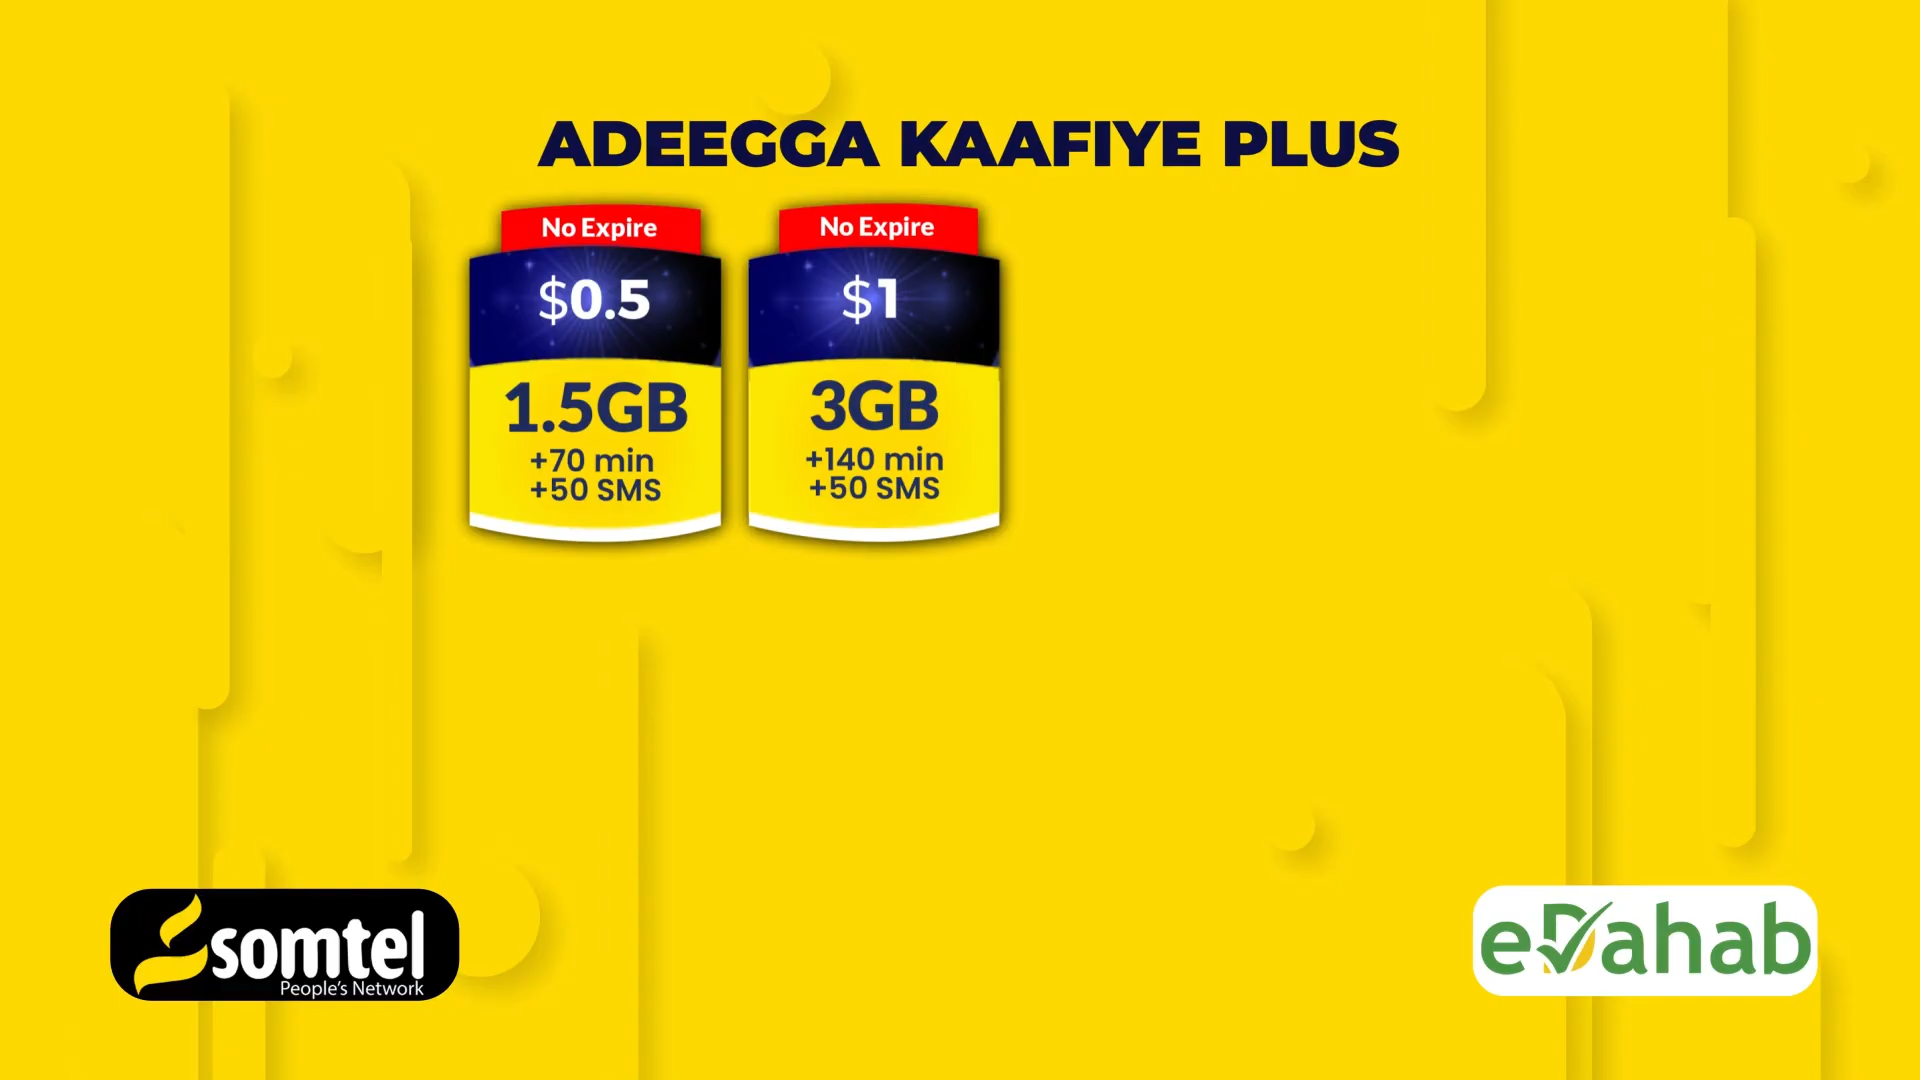 ADEEGGA KAAFIYE PLUS
No Expire
$0.5
1.5GB
+70 min
+50 SMS
No Expire
$1
3GB
+140 min
+50 SMS
somtel
People's Network
eDahab